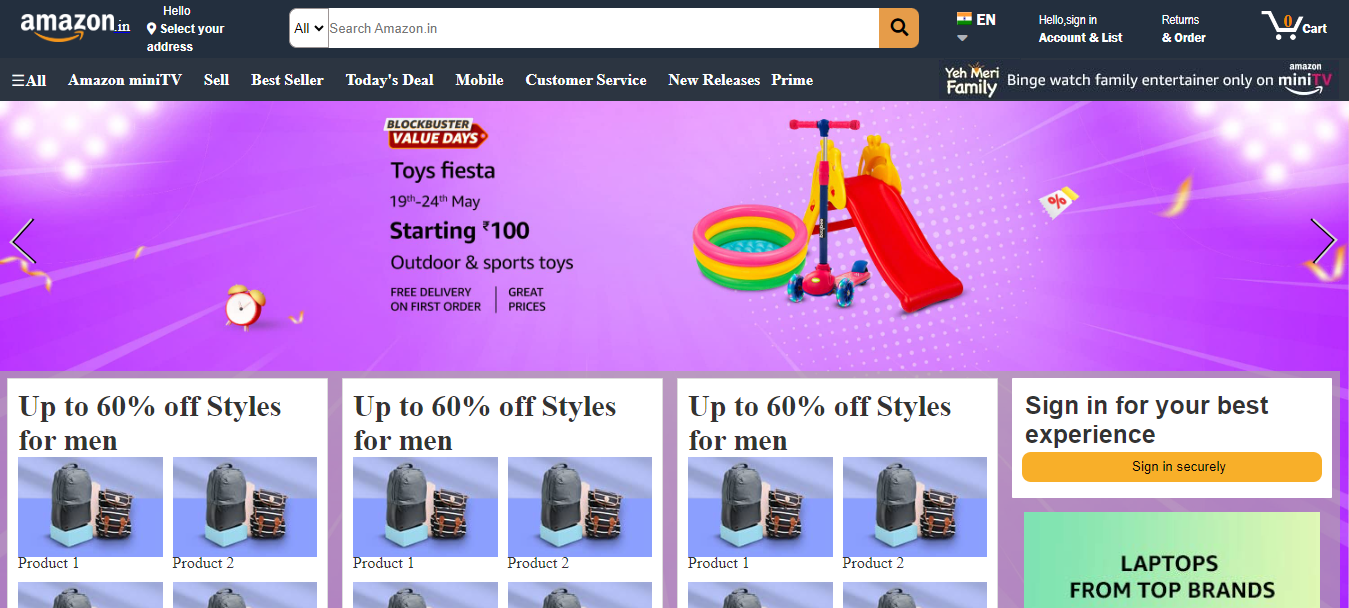 amazon.in
Hello
Select your
address
All
Search Amazon.in
EN
Hello,sign in
Account & List
Returns
& Order
0
Cart
☰All
Amazon miniTV
Sell
Best Seller
Today's Deal
Mobile
Customer Service
New Releases
Prime
Yeh Meri
Family
Binge watch family entertainer only on
amazon
miniTV
BLOCKBUSTER
VALUE DAYS
Toys fiesta
19th-24th May
Starting ₹100
Outdoor & sports toys
FREE DELIVERY
ON FIRST ORDER
GREAT
PRICES
%
Up to 60% off Styles
for men
Product 1
Product 2
Up to 60% off Styles
for men
Product 1
Product 2
Up to 60% off Styles
for men
Product 1
Product 2
Sign in for your best
experience
Sign in securely
LAPTOPS
FROM TOP BRANDS